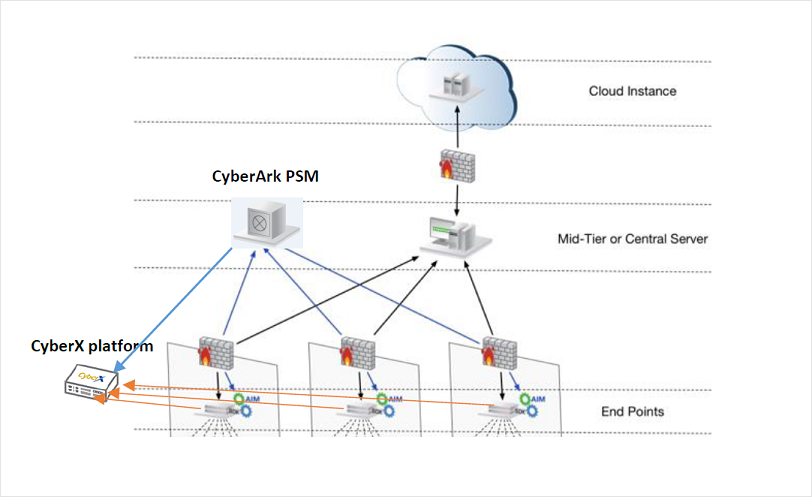 Cloud Instance
CyberArk PSM
Mid-Tier or Central Server
CyberX platform
CyberX
AIM
AIM
AIM
End Points